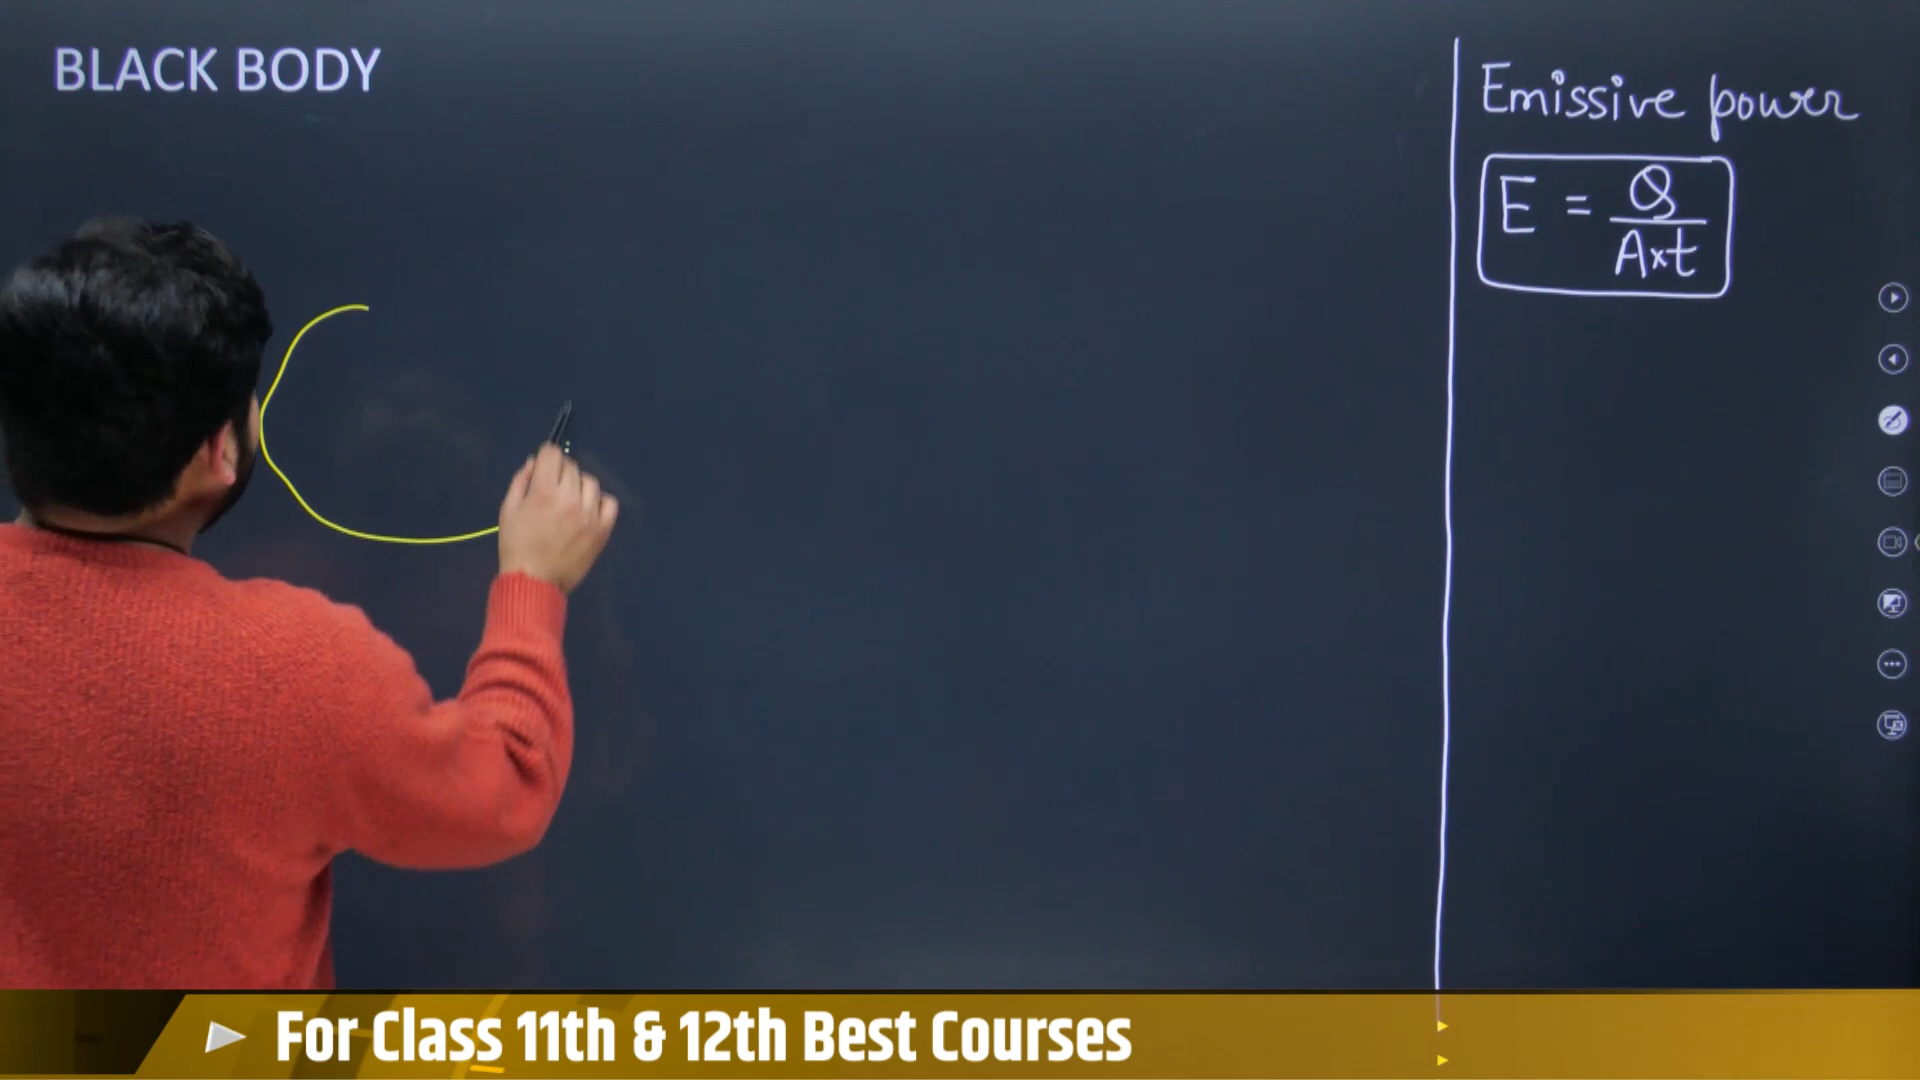 BLACK BODY
Emissive power
E = Q / A×t
For Class 11th & 12th Best Courses